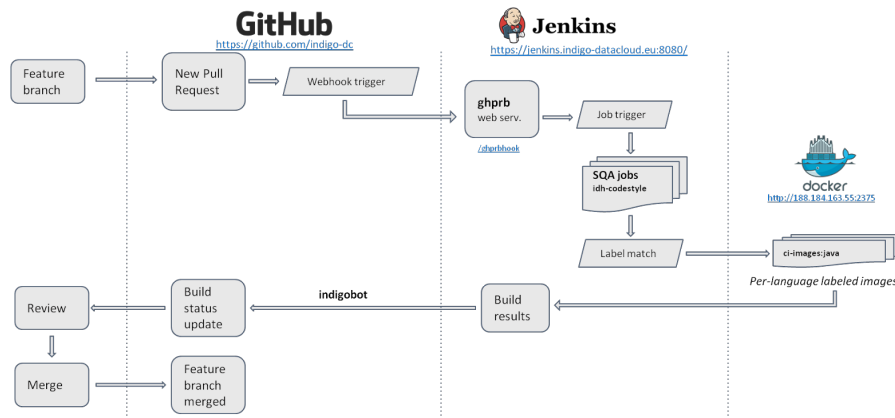 GitHub
https://github.com/indigo-dc
Jenkins
https://jenkins.indigo-datacloud.eu:8080/
Feature
branch
New Pull
Request
Webhook trigger
ghprb
web serv.
/ghprbhook
Job trigger
SQA jobs
idh-codestyle
docker
http://188.184.163.55:2375
Label match
ci-images:java
Per-language labeled images
Review
Build
status
update
indigobot
Build
results
Merge
Feature
branch
merged